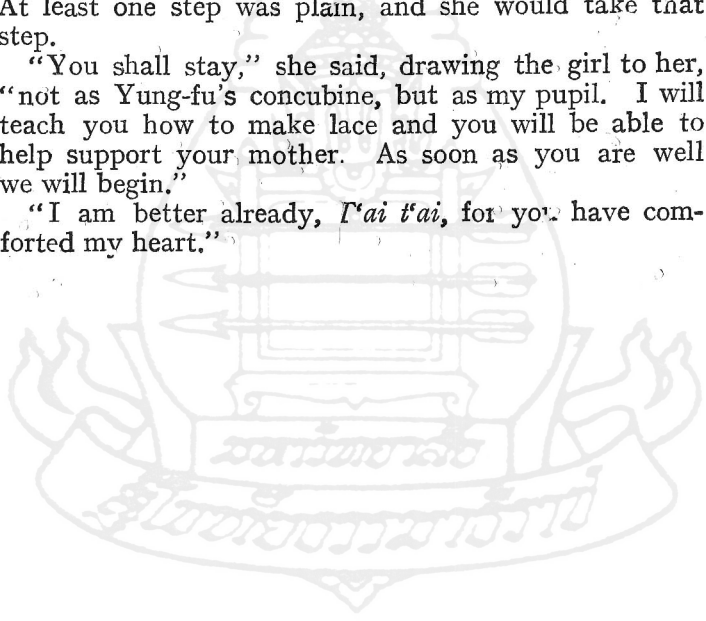 At least one step was plain, and she would take that
step.
“You shall stay,” she said, drawing the girl to her,
“not as Yung-fu’s concubine, but as my pupil. I will
teach you how to make lace and you will be able to
help support your mother. As soon as you are well
we will begin.”
“I am better already, T‘ai t‘ai, for you have com-
forted my heart.”